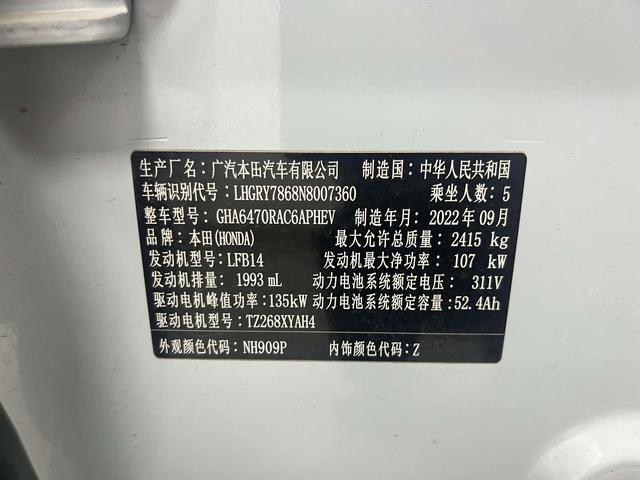 生产厂名：广汽本田汽车有限公司 制造国：中华人民共和国
车辆识别代号：LHGRY7868N8007360 乘坐人数：5
整车型号：GHA6470RAC6APHEV 制造年月：2022年09月
品牌：本田(HONDA) 最大允许总质量：2415 kg
发动机型号：LFB14 发动机最大净功率：107 kW
发动机排量：1993 mL 动力电池系统额定电压：311V
驱动电机峰值功率：135kW 动力电池系统额定容量：52.4Ah
驱动电机型号：TZ268XYAH4
外观颜色代码：NH909P 内饰颜色代码：Z